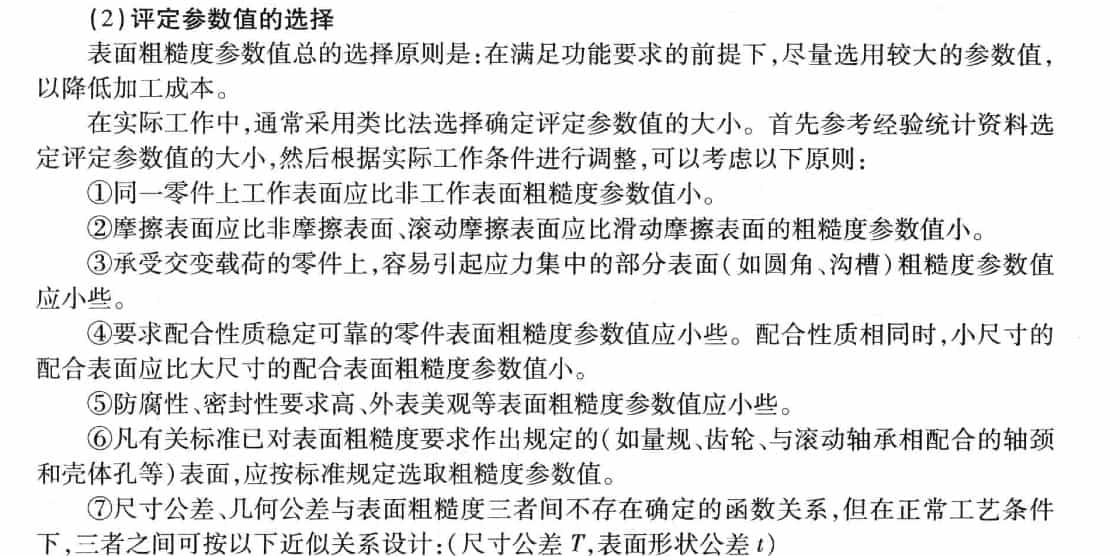 (2)评定参数值的选择
表面粗糙度参数值总的选择原则是:在满足功能要求的前提下,尽量选用较大的参数值,
以降低加工成本。
在实际工作中,通常采用类比法选择确定评定参数值的大小。首先参考经验统计资料选
定评定参数值的大小,然后根据实际工作条件进行调整,可以考虑以下原则:
①同一零件上工作表面应比非工作表面粗糙度参数值小。
②摩擦表面应比非摩擦表面、滚动摩擦表面应比滑动摩擦表面的粗糙度参数值小。
③承受交变载荷的零件上,容易引起应力集中的部分表面(如圆角、沟槽)粗糙度参数值
应小些。
④要求配合性质稳定可靠的零件表面粗糙度参数值应小些。配合性质相同时,小尺寸的
配合表面应比大尺寸的配合表面粗糙度参数值小。
⑤防腐性、密封性要求高、外表美观等表面粗糙度参数值应小些。
⑥凡有关标准已对表面粗糙度要求作出规定的(如量规、齿轮、与滚动轴承相配合的轴颈
和壳体孔等)表面,应按标准规定选取粗糙度参数值。
⑦尺寸公差、几何公差与表面粗糙度三者间不存在确定的函数关系,但在正常工艺条件
下,三者之间可按以下近似关系设计:(尺寸公差 T,表面形状公差 t)